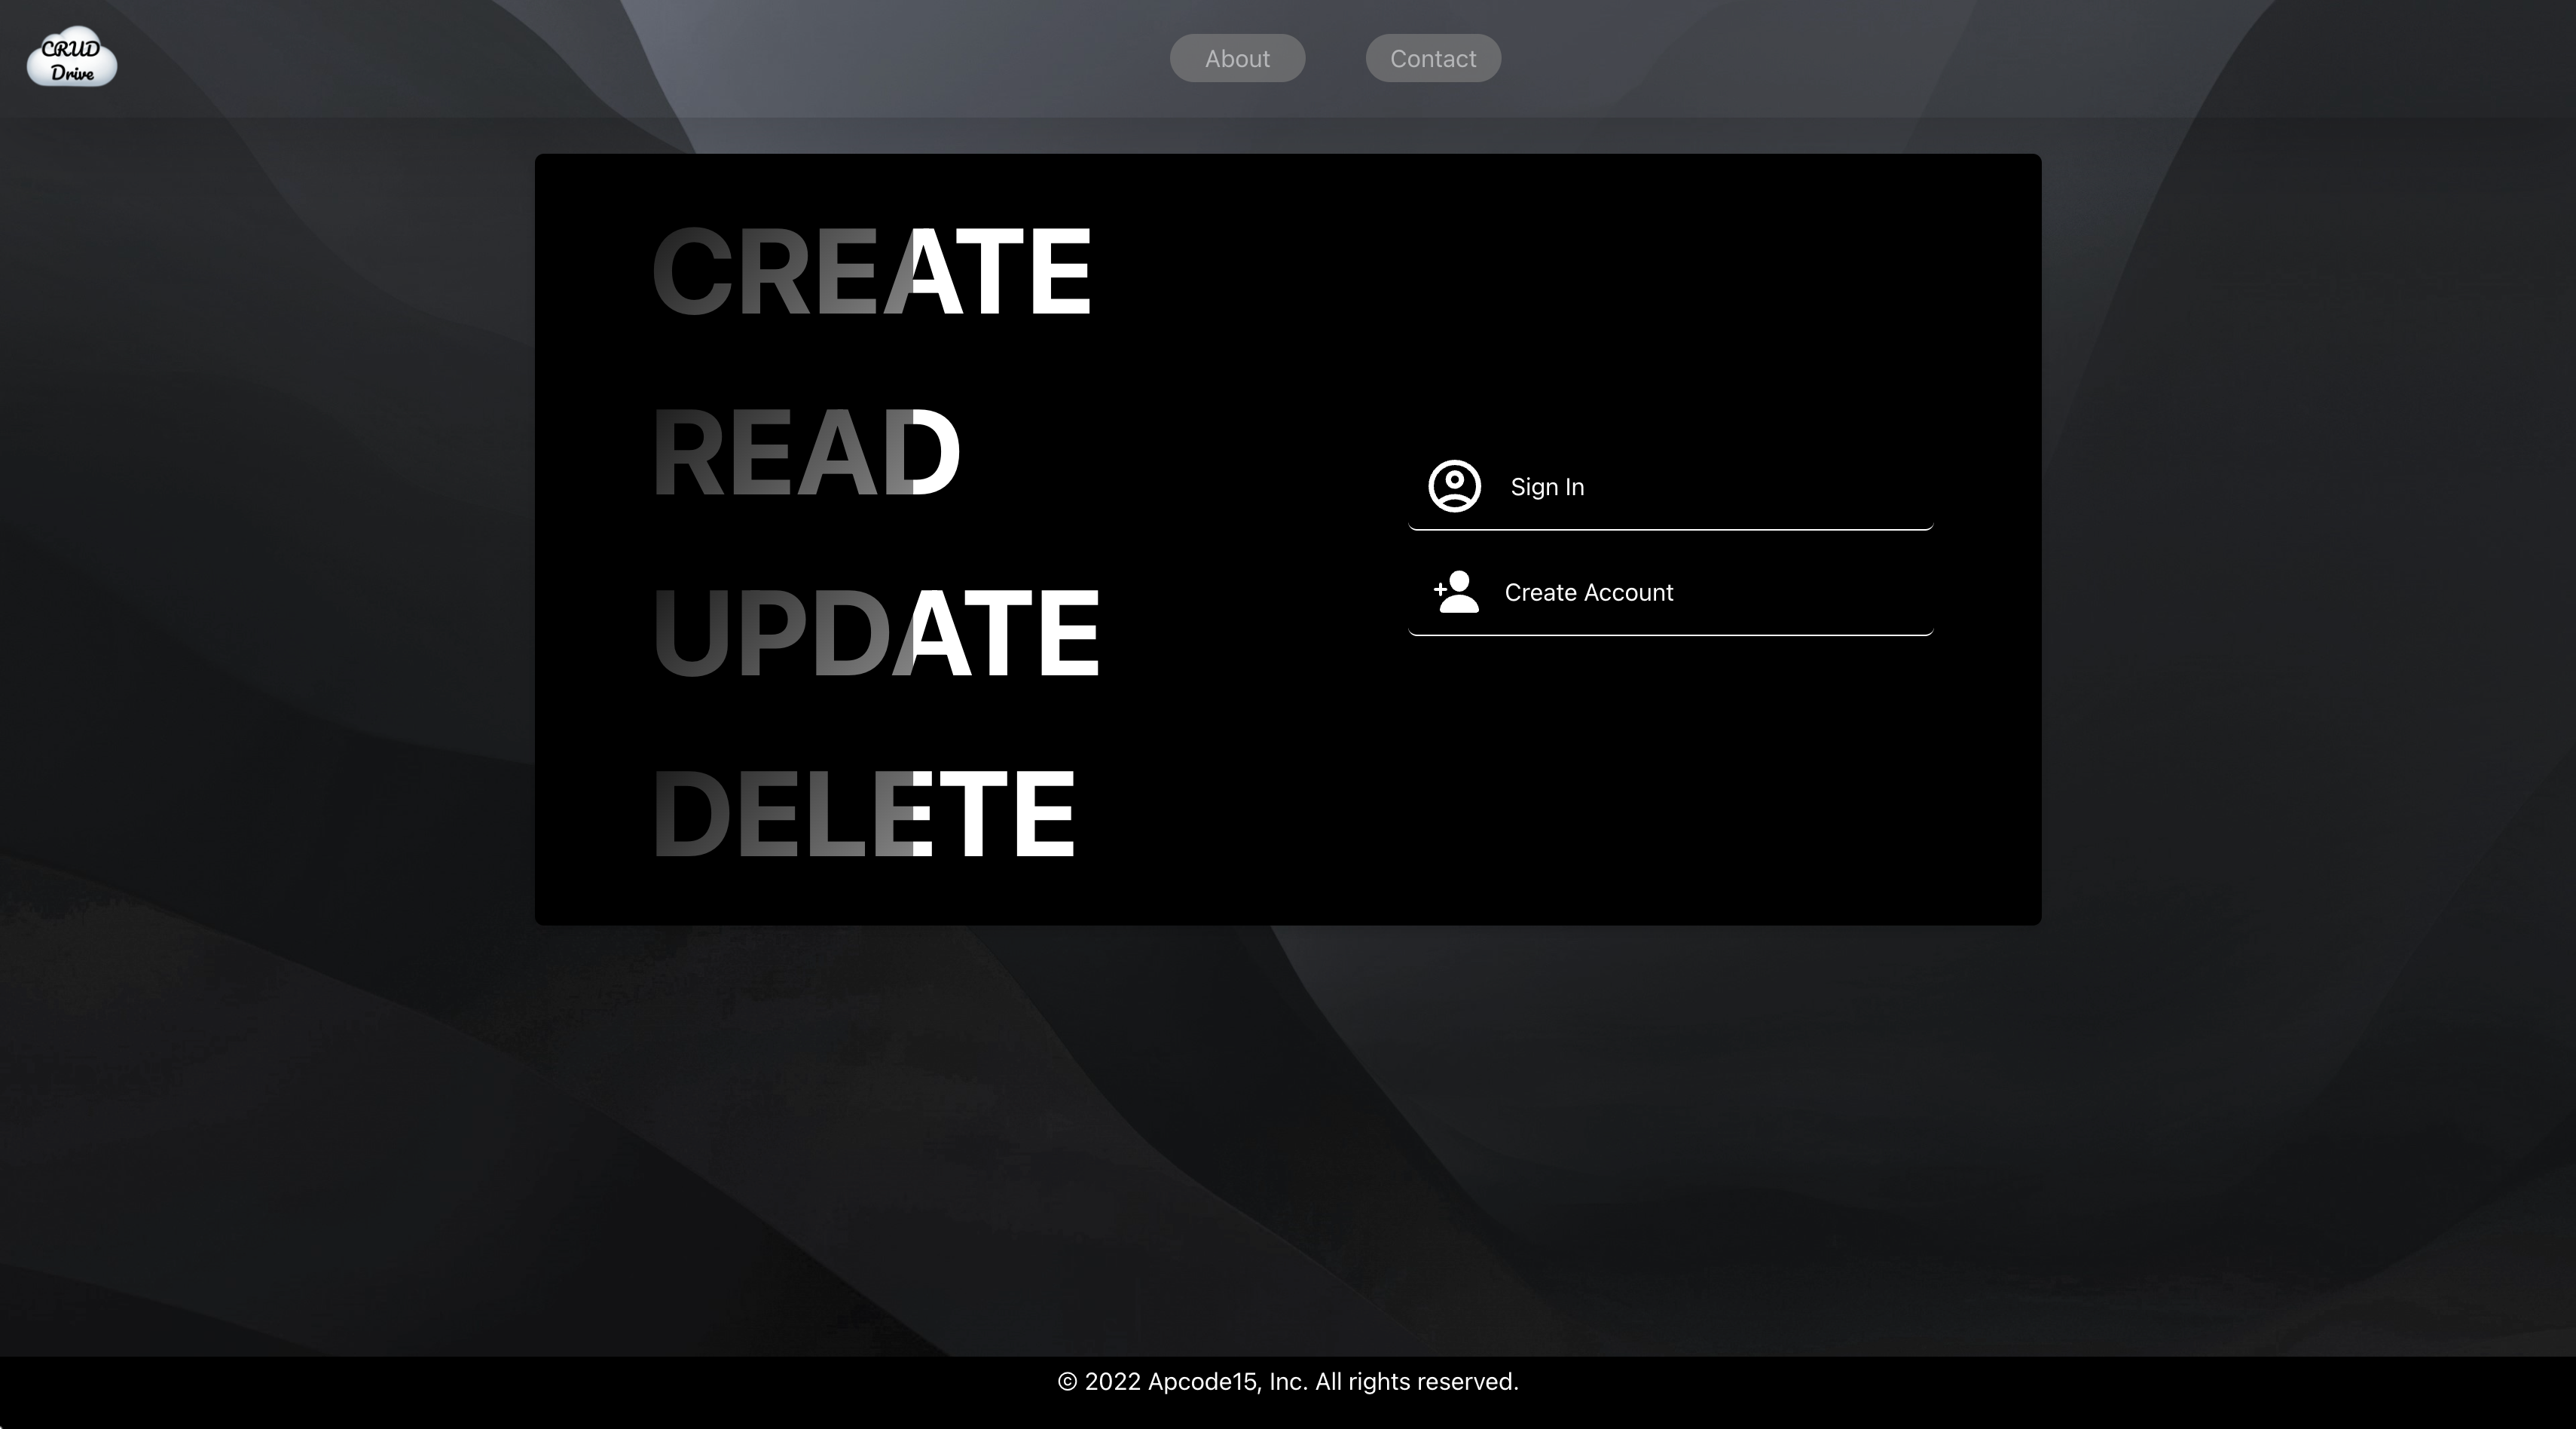 CRUD
Drive
About
Contact
CREATE
READ
UPDATE
DELETE
Sign In
Create Account
© 2022 Apcode15, Inc. All rights reserved.